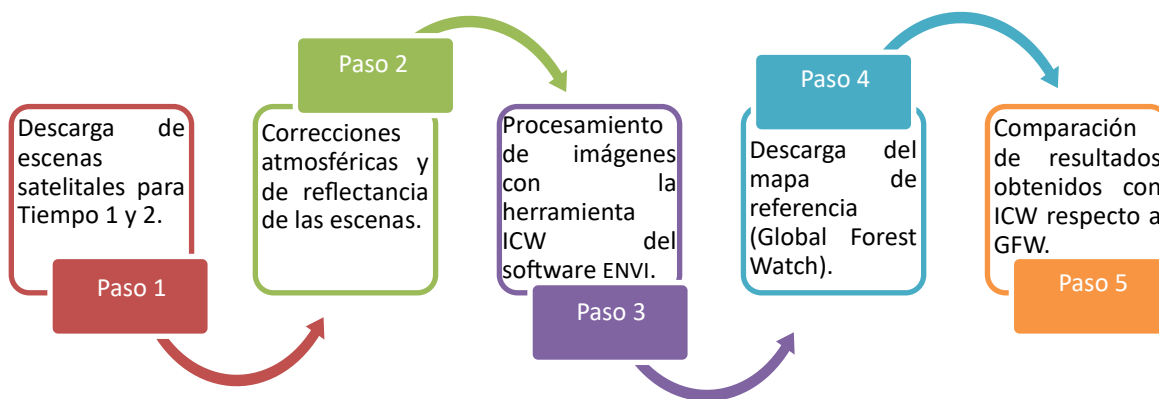 Paso 1
Descarga de
escenas
satelitales para
Tiempo 1 y 2.
Paso 2
Correcciones
atmosféricas y
de reflectancia
de las escenas.
Paso 3
Procesamiento
de imágenes
con la
herramienta
ICW del
software ENVI.
Paso 4
Descarga del
mapa de
referencia
(Global Forest
Watch).
Paso 5
Comparación
de resultados
obtenidos con
ICW respecto a
GFW.